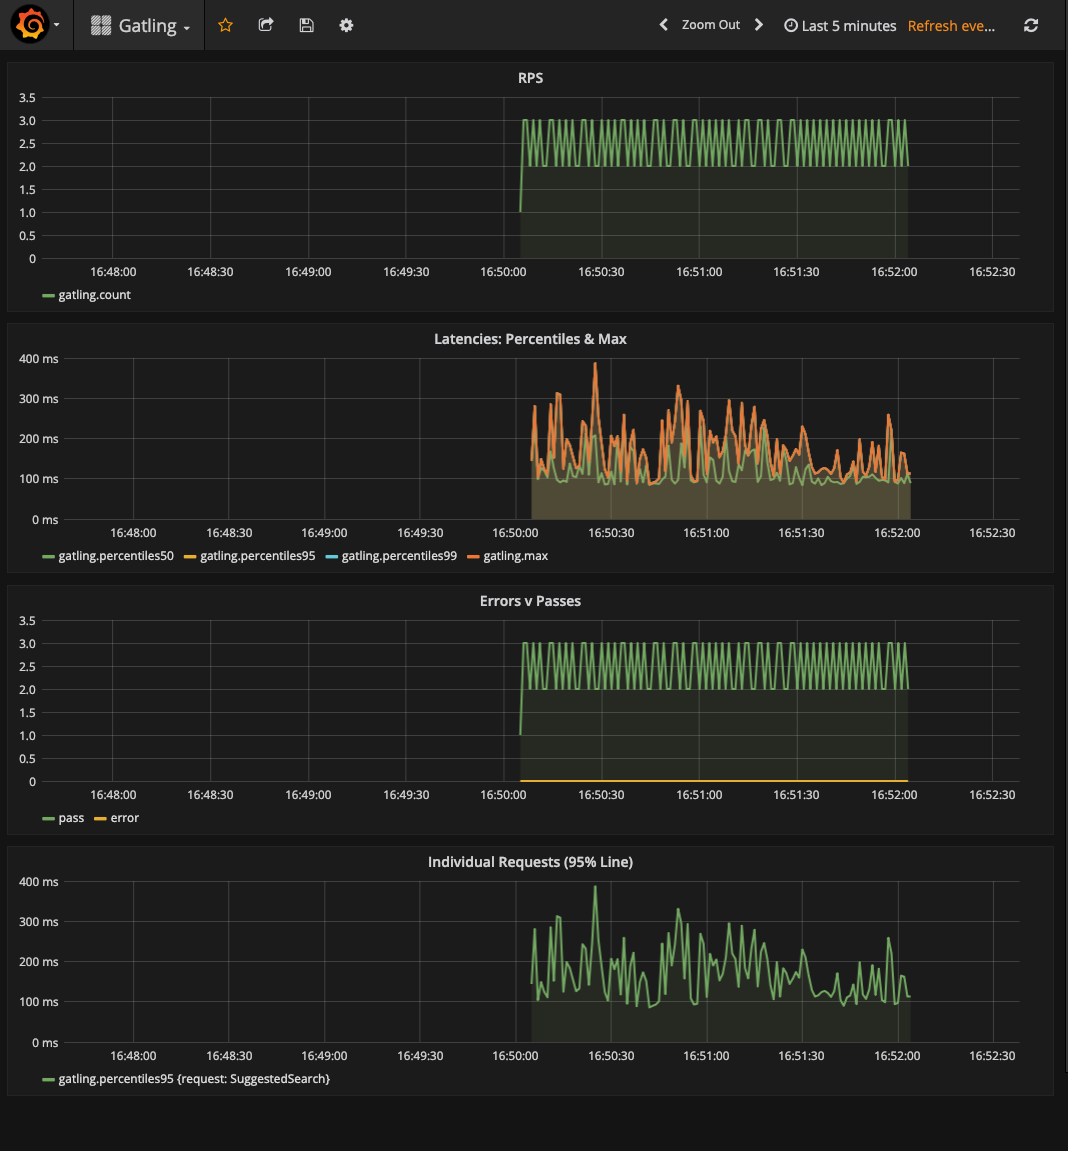 Gatling Zoom Out Last 5 minutes Refresh eve...
RPS
3.5
3.0
2.5
2.0
1.5
1.0
0.5
0
16:48:00 16:48:30 16:49:00 16:49:30 16:50:00 16:50:30 16:51:00 16:51:30 16:52:00 16:52:30
gatling.count
Latencies: Percentiles & Max
400 ms
300 ms
200 ms
100 ms
0 ms
16:48:00 16:48:30 16:49:00 16:49:30 16:50:00 16:50:30 16:51:00 16:51:30 16:52:00 16:52:30
gatling.percentiles50 gatling.percentiles95 gatling.percentiles99 gatling.max
Errors v Passes
3.5
3.0
2.5
2.0
1.5
1.0
0.5
0
16:48:00 16:48:30 16:49:00 16:49:30 16:50:00 16:50:30 16:51:00 16:51:30 16:52:00 16:52:30
pass error
Individual Requests (95% Line)
400 ms
300 ms
200 ms
100 ms
0 ms
16:48:00 16:48:30 16:49:00 16:49:30 16:50:00 16:50:30 16:51:00 16:51:30 16:52:00 16:52:30
gatling.percentiles95 {request: SuggestedSearch}